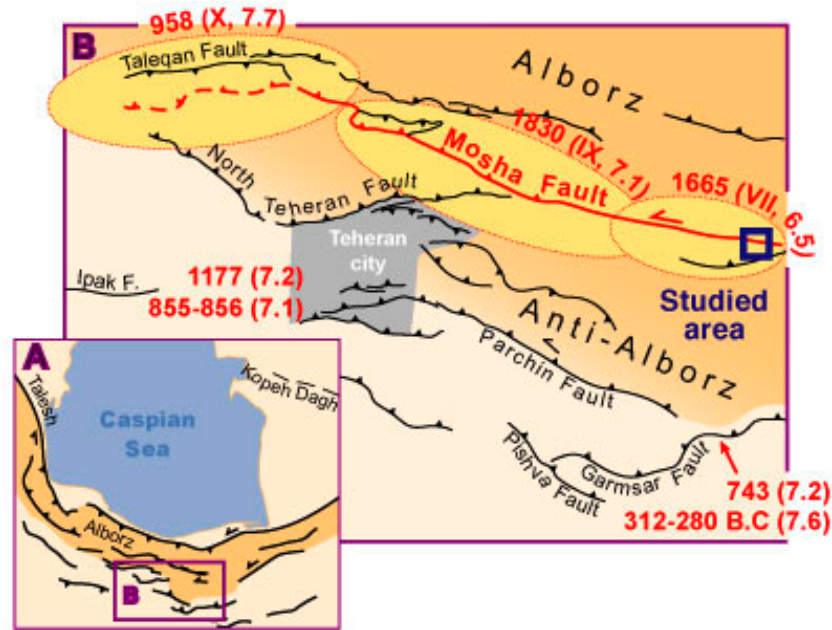 958 (X, 7.7)
B
Taleqan Fault
Alborz
1830 (IX, 7.1)
Mosha Fault
1665 (VII, 6.5)
North Teheran Fault
Teheran
city
Ipak F.
1177 (7.2)
855-856 (7.1)
Studied
area
Anti-Alborz
Parchin Fault
A
Talesh
Kopeh Dagh
Caspian
Sea
Pishva Fault
Garmsar Fault
743 (7.2)
312-280 B.C (7.6)
Alborz
B